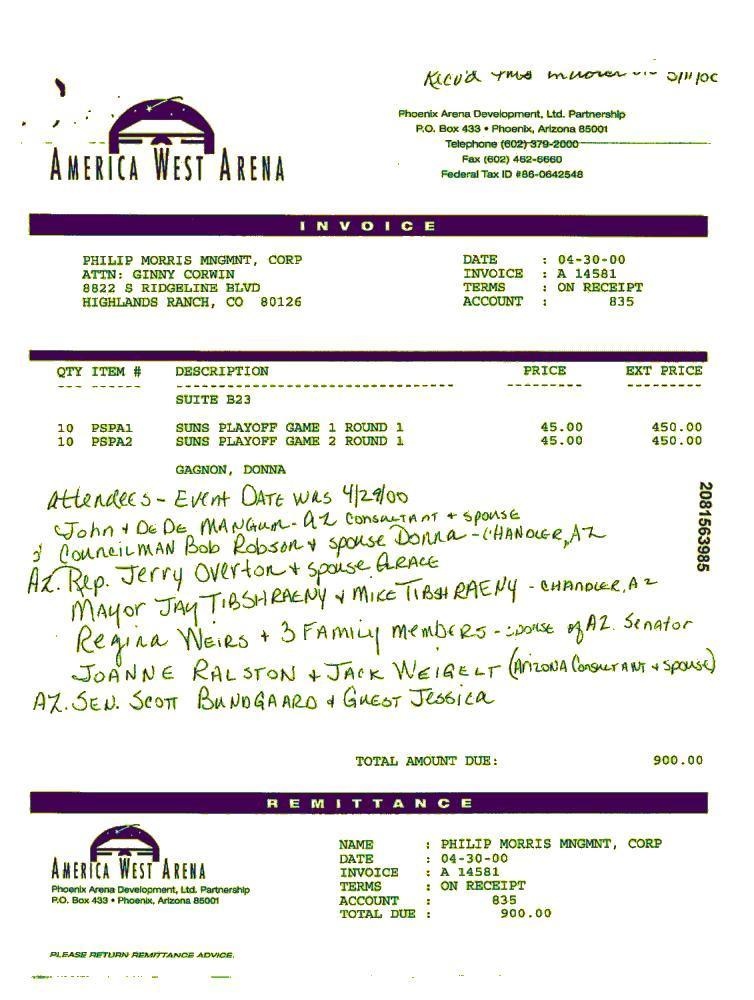 Rec'd this invoice 5/11/00
AMERICA WEST ARENA
Phoenix Arena Development, Ltd. Partnership
P.O. Box 433 • Phoenix, Arizona 85001
Telephone (602) 379-2000
Fax (602) 462-6660
Federal Tax ID #86-0642548
INVOICE
PHILIP MORRIS MNGMNT, CORP
ATTN: GINNY CORWIN
8822 S RIDGELINE BLVD
HIGHLANDS RANCH, CO 80126
DATE : 04-30-00
INVOICE : A 14581
TERMS : ON RECEIPT
ACCOUNT : 835
QTY ITEM # DESCRIPTION PRICE EXT PRICE
--- ------ --------------------------------- --------- ---------
SUITE B23
10 PSPA1 SUNS PLAYOFF GAME 1 ROUND 1 45.00 450.00
10 PSPA2 SUNS PLAYOFF GAME 2 ROUND 1 45.00 450.00
GAGNON, DONNA
Attendees - Event Date was 4/29/00
John + DeDe Mangum - AZ Consultant + spouse
Councilman Bob Robson + spouse Donna - Chandler, AZ
AZ. Rep. Jerry Overton + spouse Grace
Mayor Jay Tibshraeny + Mike Tibshraeny - Chandler, AZ
Regina Weirs + 3 Family members - spouse of AZ. Senator
Joanne Ralston + Jack Weigelt (Arizona Consultant + spouse)
AZ. Sen. Scott Bundgaard + Guest Jessica
2081563985
TOTAL AMOUNT DUE: 900.00
REMITTANCE
AMERICA WEST ARENA
Phoenix Arena Development, Ltd. Partnership
P.O. Box 433 • Phoenix, Arizona 85001
NAME : PHILIP MORRIS MNGMNT, CORP
DATE : 04-30-00
INVOICE : A 14581
TERMS : ON RECEIPT
ACCOUNT : 835
TOTAL DUE : 900.00
PLEASE RETURN REMITTANCE ADVICE.